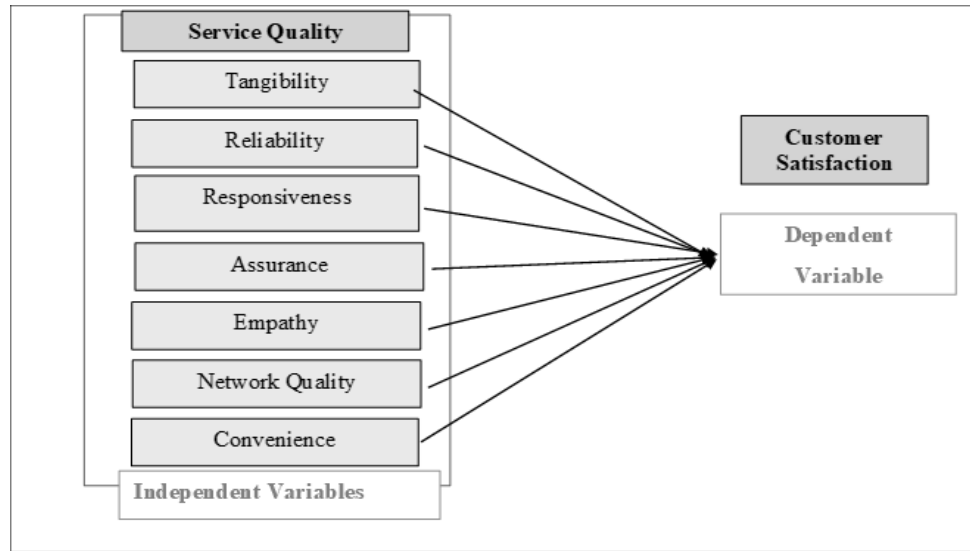 Service Quality
Tangibility
Reliability
Responsiveness
Assurance
Empathy
Network Quality
Convenience
Independent Variables
Customer
Satisfaction
Dependent
Variable